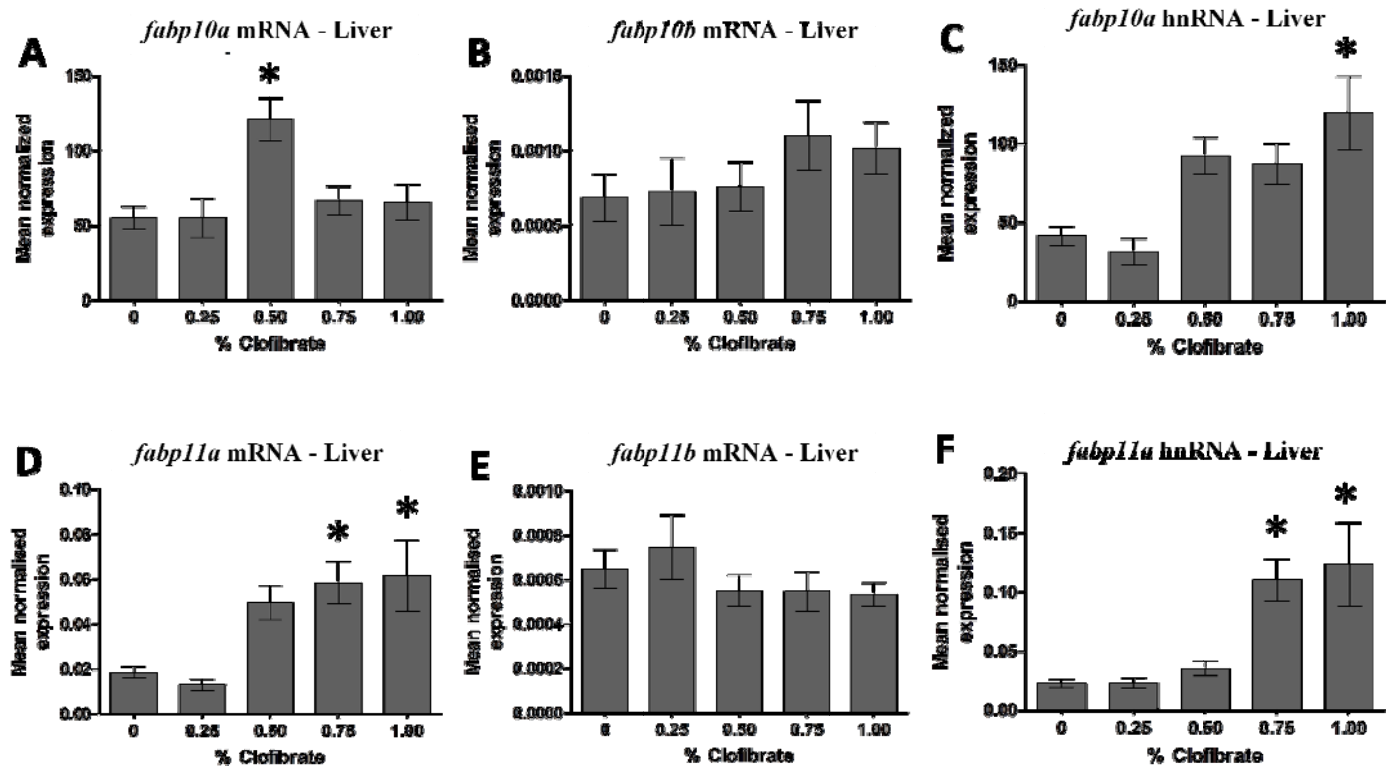 A
fabp10a mRNA - Liver
*
Mean normalized
expression
150
100
50
0
0 0.25 0.50 0.75 1.00
% Clofibrate
B
fabp10b mRNA - Liver
Mean normalised
expression
0.0015
0.0010
0.0005
0.0000
0 0.25 0.50 0.75 1.00
% Clofibrate
C
fabp10a hnRNA - Liver
*
Mean normalized
expression
150
100
50
0
0 0.25 0.50 0.75 1.00
% Clofibrate
D
fabp11a mRNA - Liver
* *
Mean normalised
expression
0.10
0.08
0.06
0.04
0.02
0.00
0 0.25 0.50 0.75 1.00
% Clofibrate
E
fabp11b mRNA - Liver
Mean normalised
expression
0.0010
0.0008
0.0006
0.0004
0.0002
0.0000
0 0.25 0.50 0.75 1.00
% Clofibrate
F
fabp11a hnRNA - Liver
* *
Mean normalised
expression
0.20
0.15
0.10
0.05
0.00
0 0.25 0.50 0.75 1.00
% Clofibrate